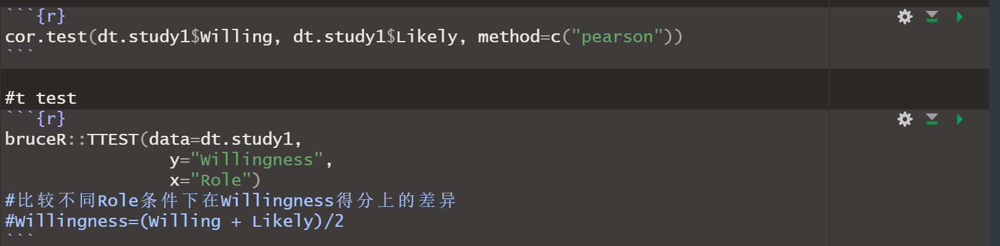 ```{r}
cor.test(dt.study1$Willing, dt.study1$Likely, method=c("pearson"))
```
#t test
```{r}
bruceR::TTEST(data=dt.study1,
y="Willingness",
x="Role")
#比较不同Role条件下在Willingness得分上的差异
#Willingness=(Willing + Likely)/2
```